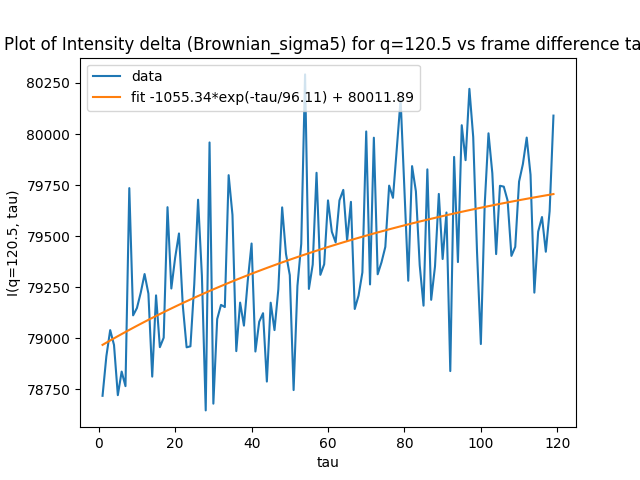 Plot of Intensity delta (Brownian_sigma5) for q=120.5 vs frame difference ta
data
fit -1055.34*exp(-tau/96.11) + 80011.89
80250
80000
79750
79500
79250
79000
78750
I(q=120.5, tau)
0 20 40 60 80 100 120
tau